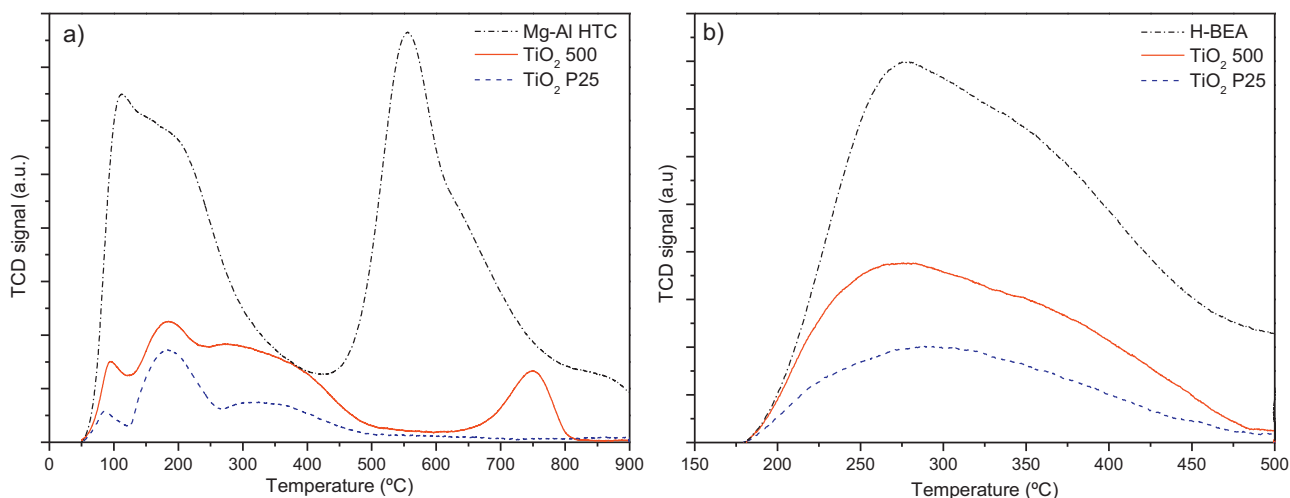 a)
Mg-Al HTC
TiO₂ 500
TiO₂ P25
TCD signal (a.u.)
0 100 200 300 400 500 600 700 800 900
Temperature (ºC)
b)
H-BEA
TiO₂ 500
TiO₂ P25
TCD signal (a.u)
150 200 250 300 350 400 450 500
Temperature (ºC)